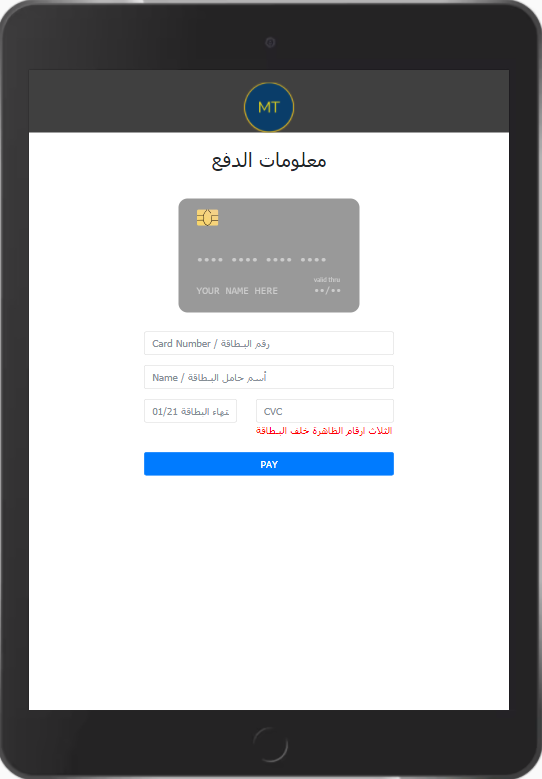 MT
معلومات الدفع
•••• •••• •••• ••••
valid thru
YOUR NAME HERE ••/••
Card Number / رقم البطاقة
Name / أسم حامل البطاقة
نتهاء البطاقة 01/21
CVC
الثلاث ارقام الظاهرة خلف البطاقة
PAY